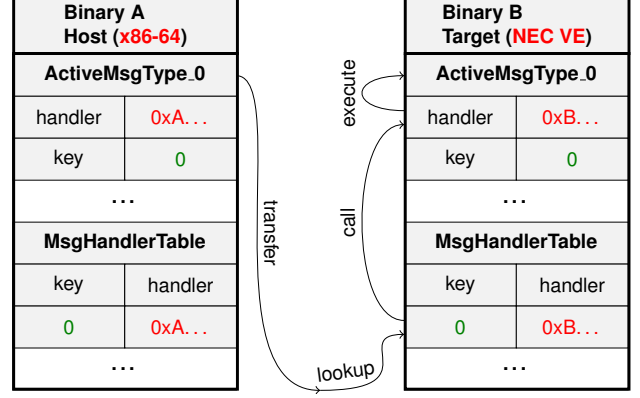 Binary A
Host (x86-64)
ActiveMsgType_0
handler 0xA...
key 0
...
MsgHandlerTable
key handler
0 0xA...
...
transfer
lookup
call
execute
Binary B
Target (NEC VE)
ActiveMsgType_0
handler 0xB...
key 0
...
MsgHandlerTable
key handler
0 0xB...
...